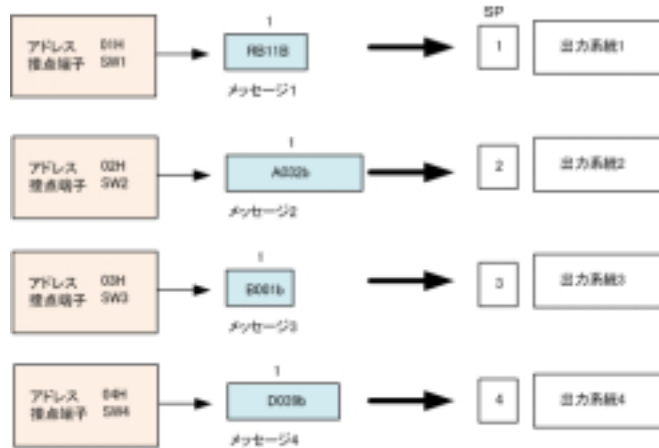 SP
1
アドレス 01H
接点端子 SW1
RB11B
1
出力系統1
メッセージ1
1
アドレス 02H
接点端子 SW2
A032b
2
出力系統2
メッセージ2
1
アドレス 03H
接点端子 SW3
B001b
3
出力系統3
メッセージ3
1
アドレス 04H
接点端子 SW4
D039b
4
出力系統4
メッセージ4